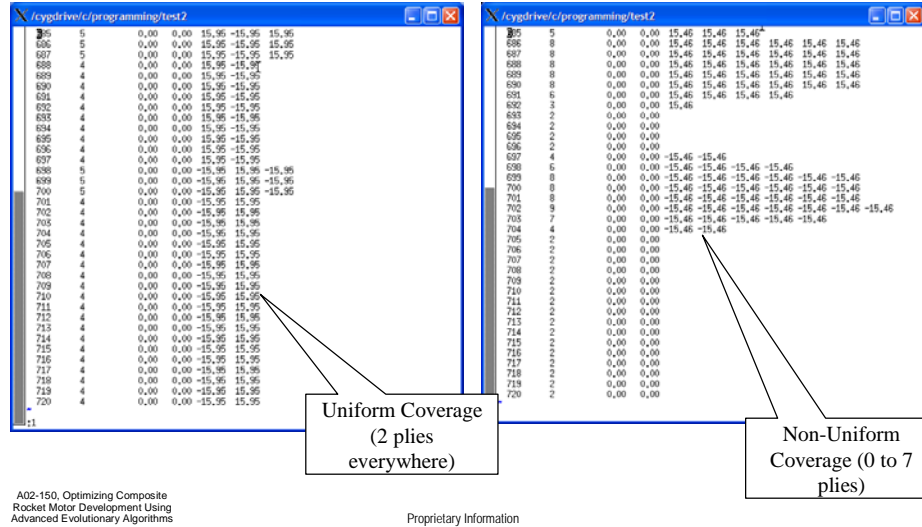 /cygdrive/c/programming/test2
685 5 0.00 0.00 15.95 -15.95 15.95
686 5 0.00 0.00 15.95 -15.95 15.95
687 5 0.00 0.00 15.95 -15.95 15.95
688 4 0.00 0.00 15.95 -15.95
689 4 0.00 0.00 15.95 -15.95
690 4 0.00 0.00 15.95 -15.95
691 4 0.00 0.00 15.95 -15.95
692 4 0.00 0.00 15.95 -15.95
693 4 0.00 0.00 15.95 -15.95
694 4 0.00 0.00 15.95 -15.95
695 4 0.00 0.00 15.95 -15.95
696 4 0.00 0.00 15.95 -15.95
697 4 0.00 0.00 15.95 -15.95
698 5 0.00 0.00 -15.95 15.95 -15.95
699 5 0.00 0.00 -15.95 15.95 -15.95
700 5 0.00 0.00 -15.95 15.95 -15.95
701 4 0.00 0.00 -15.95 15.95
702 4 0.00 0.00 -15.95 15.95
703 4 0.00 0.00 -15.95 15.95
704 4 0.00 0.00 -15.95 15.95
705 4 0.00 0.00 -15.95 15.95
706 4 0.00 0.00 -15.95 15.95
707 4 0.00 0.00 -15.95 15.95
708 4 0.00 0.00 -15.95 15.95
709 4 0.00 0.00 -15.95 15.95
710 4 0.00 0.00 -15.95 15.95
711 4 0.00 0.00 -15.95 15.95
712 4 0.00 0.00 -15.95 15.95
713 4 0.00 0.00 -15.95 15.95
714 4 0.00 0.00 -15.95 15.95
715 4 0.00 0.00 -15.95 15.95
716 4 0.00 0.00 -15.95 15.95
717 4 0.00 0.00 -15.95 15.95
718 4 0.00 0.00 -15.95 15.95
719 4 0.00 0.00 -15.95 15.95
720 4 0.00 0.00 -15.95 15.95
:1
Uniform Coverage
(2 plies
everywhere)
/cygdrive/c/programming/test2
685 5 0.00 0.00 15.46 15.46 15.46
686 8 0.00 0.00 15.46 15.46 15.46 15.46 15.46 15.46
687 8 0.00 0.00 15.46 15.46 15.46 15.46 15.46 15.46
688 8 0.00 0.00 15.46 15.46 15.46 15.46 15.46 15.46
689 8 0.00 0.00 15.46 15.46 15.46 15.46 15.46 15.46
690 8 0.00 0.00 15.46 15.46 15.46 15.46 15.46 15.46
691 6 0.00 0.00 15.46 15.46 15.46 15.46
692 3 0.00 0.00 15.46
693 2 0.00 0.00
694 2 0.00 0.00
695 2 0.00 0.00
696 2 0.00 0.00
697 4 0.00 0.00 -15.46 -15.46
698 6 0.00 0.00 -15.46 -15.46 -15.46 -15.46
699 8 0.00 0.00 -15.46 -15.46 -15.46 -15.46 -15.46 -15.46
700 8 0.00 0.00 -15.46 -15.46 -15.46 -15.46 -15.46 -15.46
701 8 0.00 0.00 -15.46 -15.46 -15.46 -15.46 -15.46 -15.46
702 9 0.00 0.00 -15.46 -15.46 -15.46 -15.46 -15.46 -15.46 -15.46
703 7 0.00 0.00 -15.46 -15.46 -15.46 -15.46 -15.46
704 4 0.00 0.00 -15.46 -15.46
705 2 0.00 0.00
706 2 0.00 0.00
707 2 0.00 0.00
708 2 0.00 0.00
709 2 0.00 0.00
710 2 0.00 0.00
711 2 0.00 0.00
712 2 0.00 0.00
713 2 0.00 0.00
714 2 0.00 0.00
715 2 0.00 0.00
716 2 0.00 0.00
717 2 0.00 0.00
718 2 0.00 0.00
719 2 0.00 0.00
720 2 0.00 0.00
Non-Uniform
Coverage (0 to 7
plies)
A02-150, Optimizing Composite
Rocket Motor Development Using
Advanced Evolutionary Algorithms
Proprietary Information